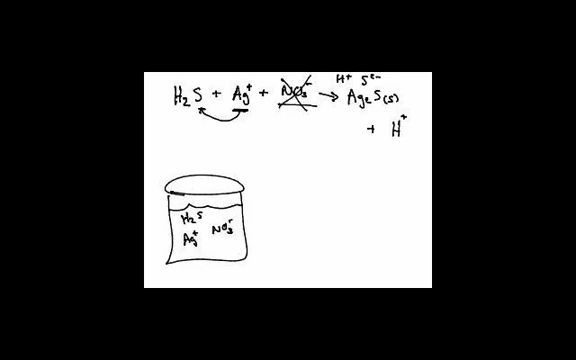 H⁺ S²⁻
H₂S + Ag⁺ + NO₃⁻ → Ag₂S(s)
+ H⁺
H₂S
Ag⁺ NO₃⁻